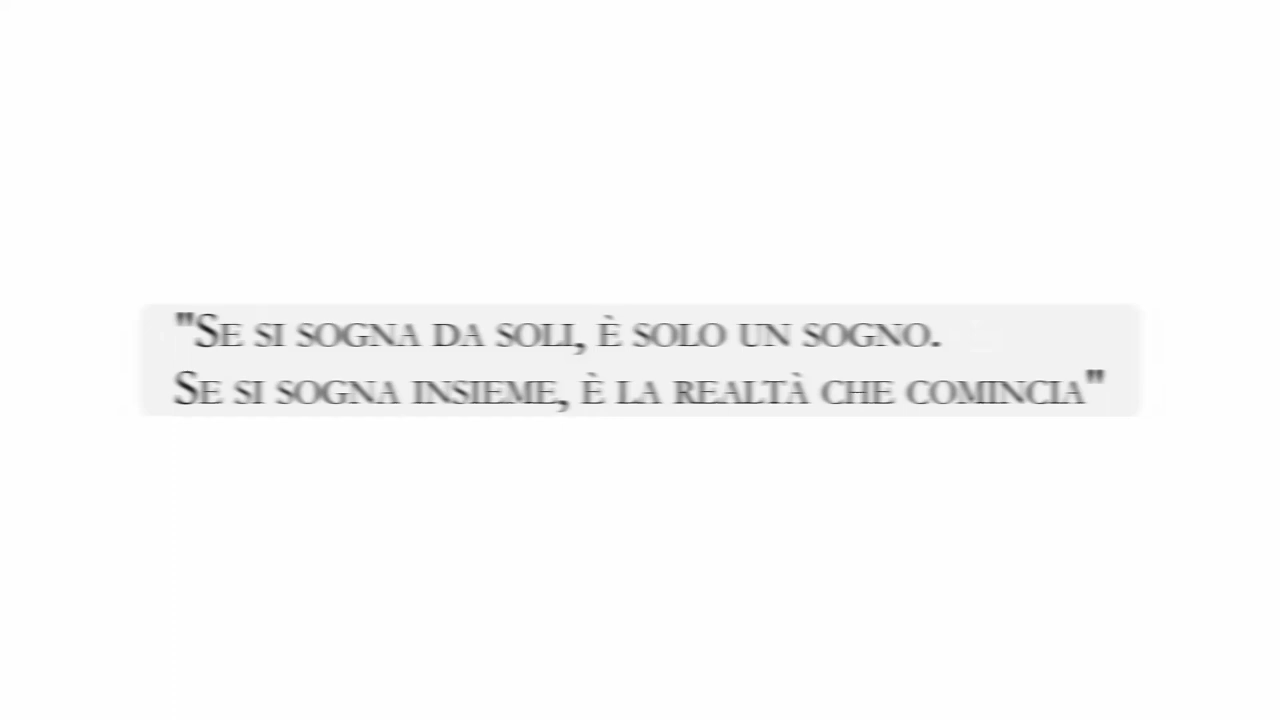 "Se si sogna da soli, è solo un sogno.
Se si sogna insieme, è la realtà che comincia"